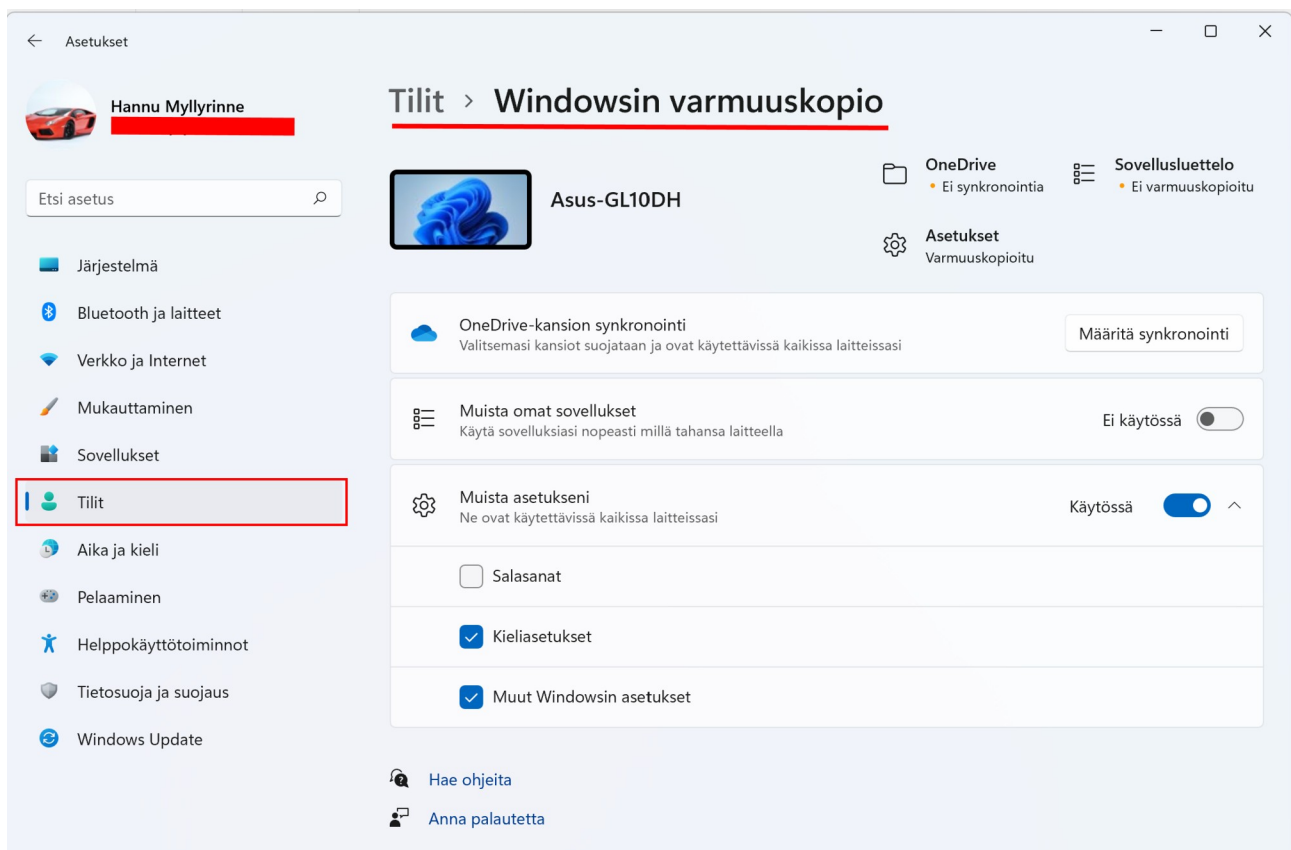 Asetukset
Hannu Myllyrinne
Etsi asetus
Järjestelmä
Bluetooth ja laitteet
Verkko ja Internet
Mukauttaminen
Sovellukset
Tilit
Aika ja kieli
Pelaaminen
Helppokäyttötoiminnot
Tietosuoja ja suojaus
Windows Update
Tilit > Windowsin varmuuskopio
Asus-GL10DH
OneDrive
• Ei synkronointia
Sovellusluettelo
• Ei varmuuskopioitu
Asetukset
Varmuuskopioitu
OneDrive-kansion synkronointi
Valitsemasi kansiot suojataan ja ovat käytettävissä kaikissa laitteissasi
Määritä synkronointi
Muista omat sovellukset
Käytä sovelluksiasi nopeasti millä tahansa laitteella
Ei käytössä
Muista asetukseni
Ne ovat käytettävissä kaikissa laitteissasi
Käytössä
Salasanat
Kieliasetukset
Muut Windowsin asetukset
Hae ohjeita
Anna palautetta